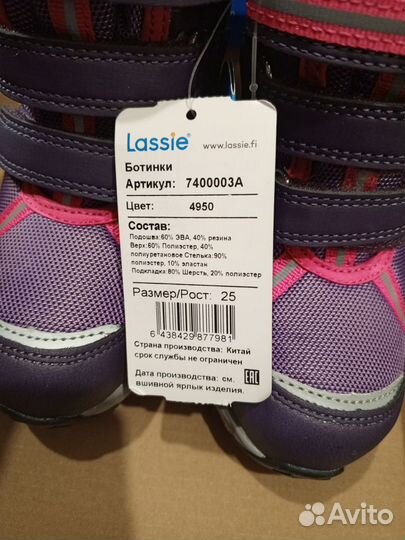 Lassie® www.lassie.fi
Ботинки
Артикул: 7400003A
Цвет: 4950
Состав:
Подошва:60% ЭВА, 40% резина
Верх:60% Полиэстер, 40%
полиуретановое Стелька:90%
полиэстер, 10% эластан
Подкладка:80% Шерсть, 20% полиэстер
Размер/Рост: 25
6 438429 877981
Страна производства: Китай
срок службы не ограничен
Дата производства: см.
вшивной ярлык изделия.
EAC
Avito